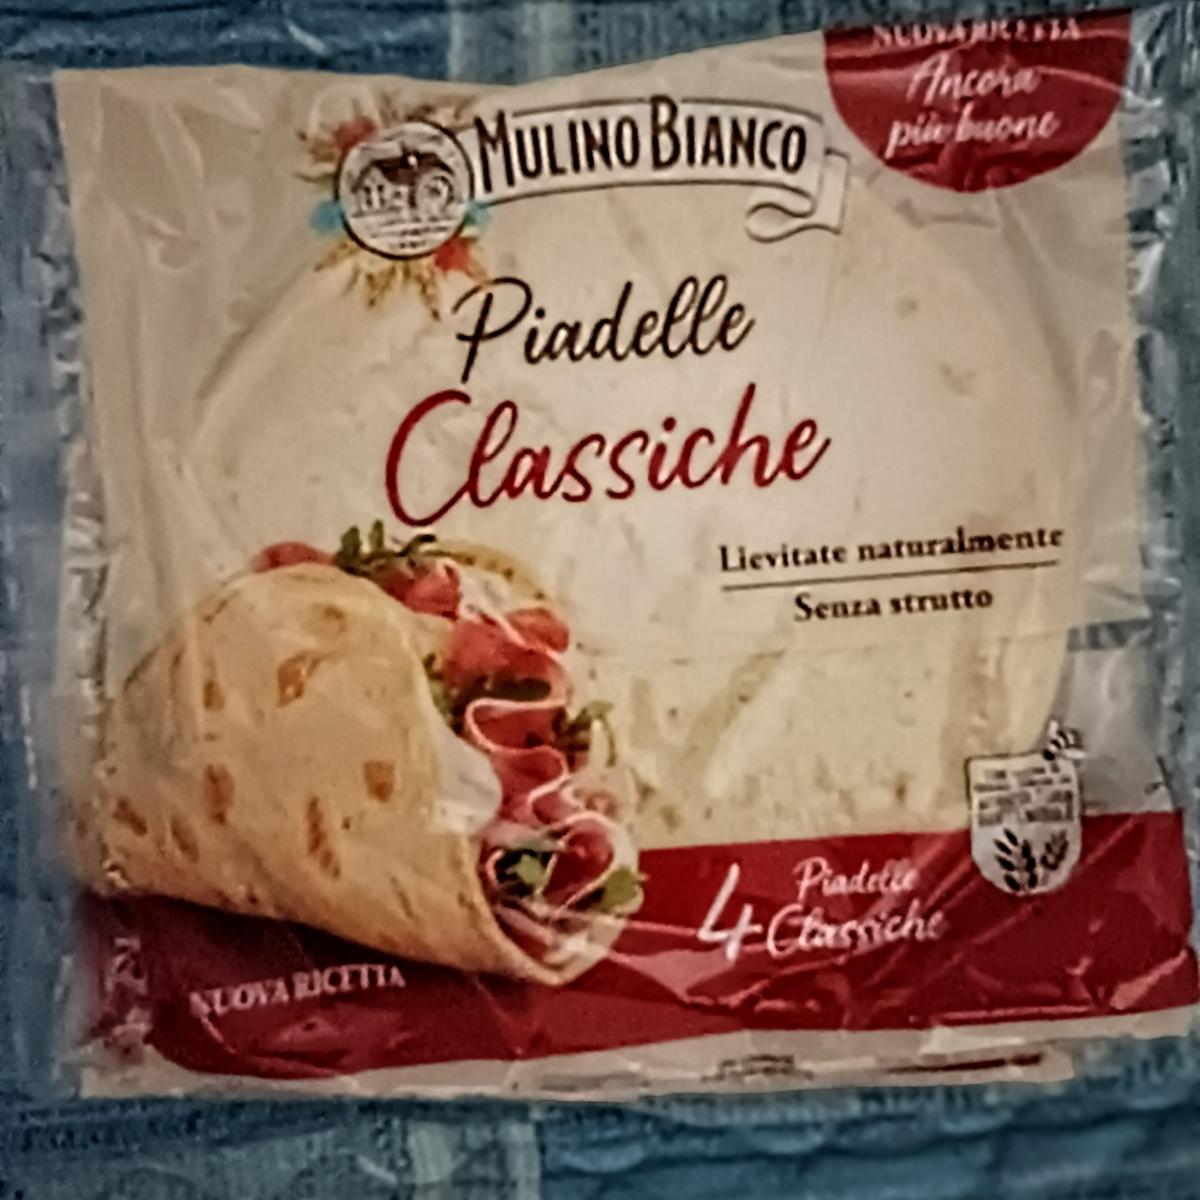 NUOVA RICETTA
Ancora
più buone
MULINO BIANCO
Piadelle
Classiche
Lievitate naturalmente
Senza strutto
4 Piadelle
Classiche
NUOVA RICETTA